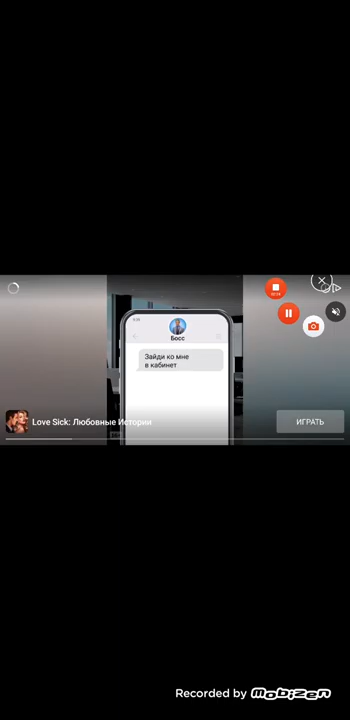 Босс
Зайди ко мне
в кабинет
Love Sick: Любовные Истории
ИГРАТЬ
Recorded by mobizen